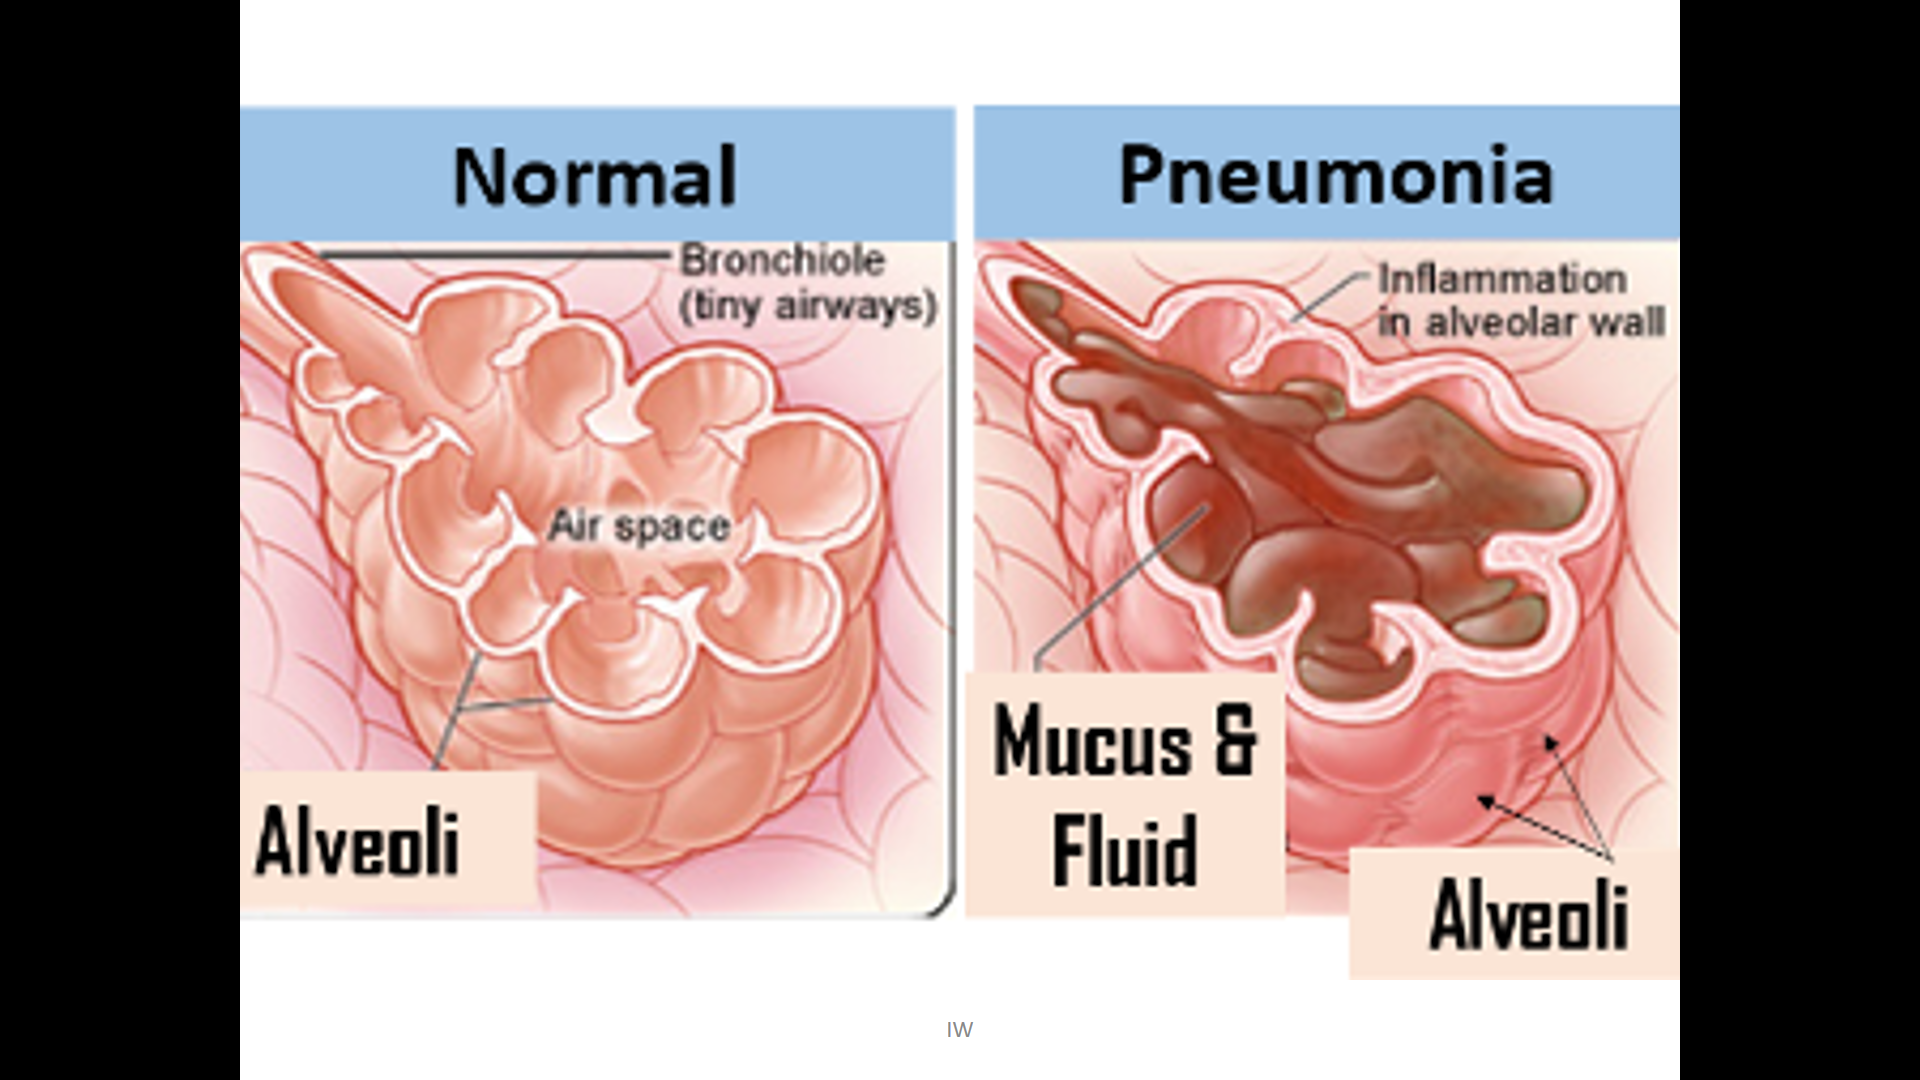 Normal
Bronchiole
(tiny airways)
Air space
Alveoli
Pneumonia
Inflammation
in alveolar wall
Mucus &
Fluid
Alveoli
IW